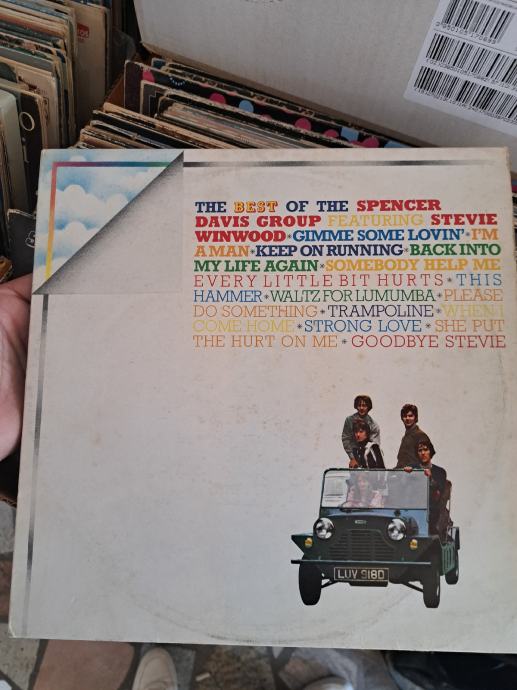 THE BEST OF THE SPENCER
DAVIS GROUP FEATURING STEVIE
WINWOOD * GIMME SOME LOVIN' * I'M
A MAN * KEEP ON RUNNING * BACK INTO
MY LIFE AGAIN * SOMEBODY HELP ME
EVERY LITTLE BIT HURTS * THIS
HAMMER * WALTZ FOR LUMUMBA * PLEASE
DO SOMETHING * TRAMPOLINE * WHEN I
COME HOME * STRONG LOVE * SHE PUT
THE HURT ON ME * GOODBYE STEVIE
LUV 918D